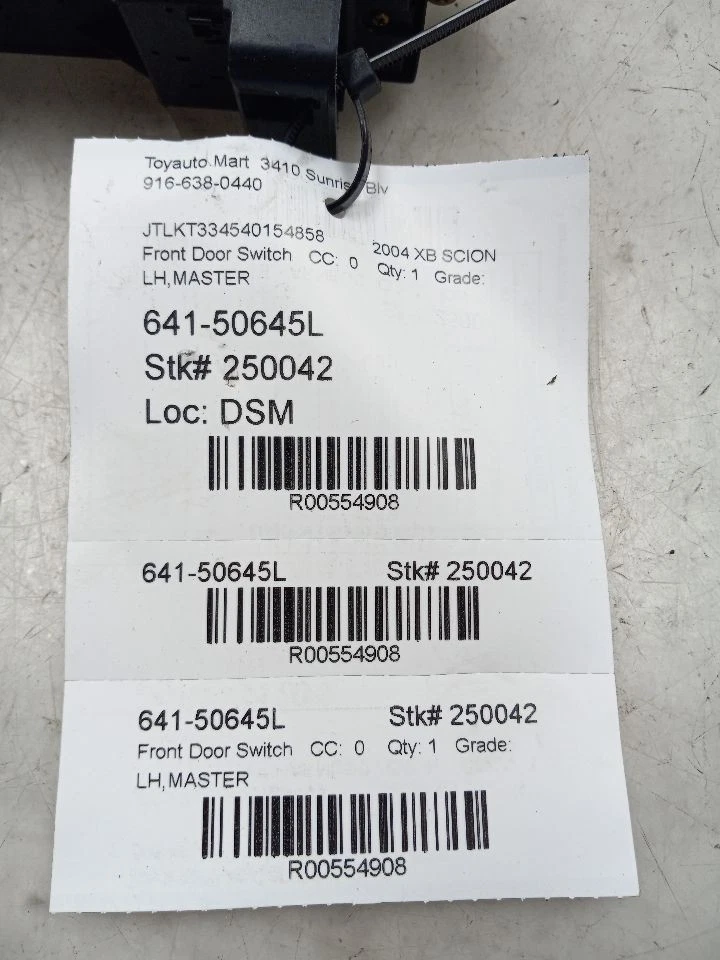 Toyauto Mart 3410 Sunrise Blv
916-638-0440
JTLKT334540154858 2004 XB SCION
Front Door Switch CC: 0 Qty: 1 Grade:
LH,MASTER
641-50645L
Stk# 250042
Loc: DSM
R00554908
641-50645L Stk# 250042
R00554908
641-50645L Stk# 250042
Front Door Switch CC: 0 Qty: 1 Grade:
LH,MASTER
R00554908